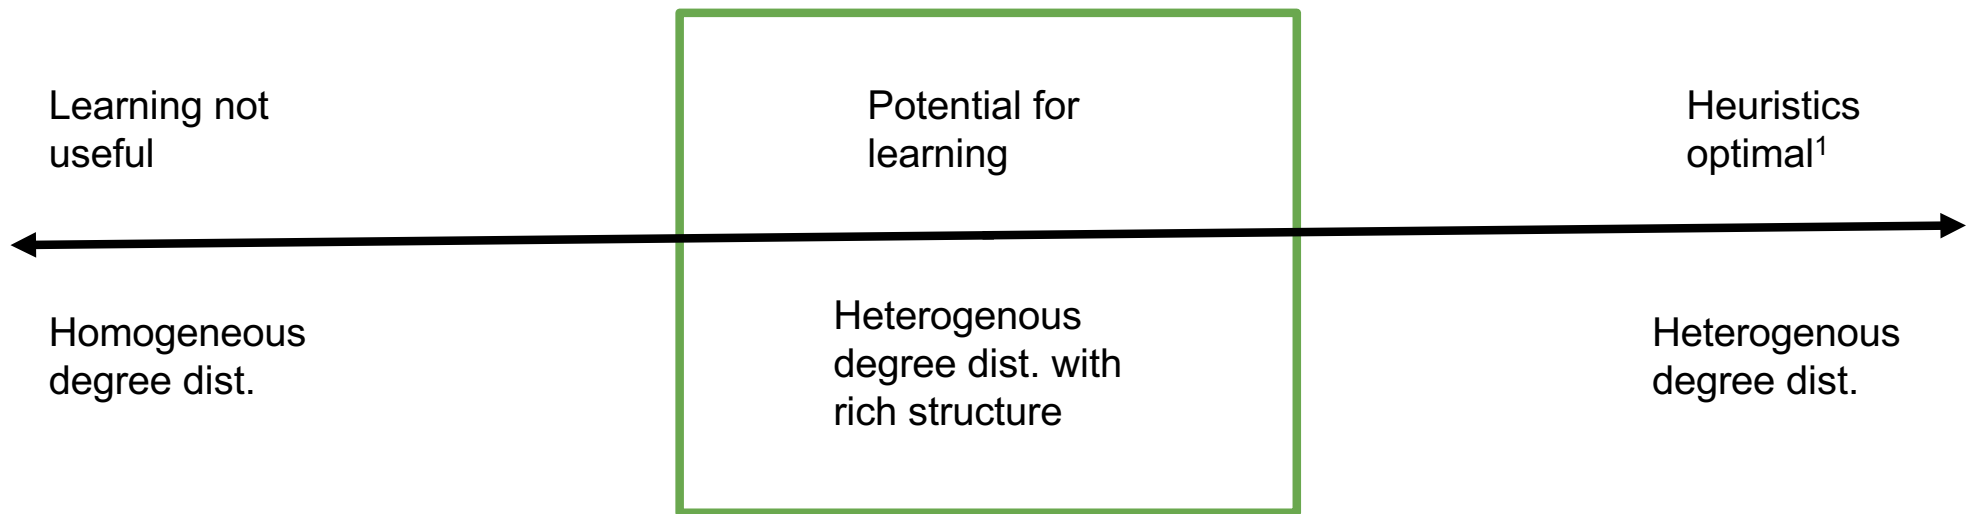 Learning not
useful
Potential for
learning
Heuristics
optimal¹
Homogeneous
degree dist.
Heterogenous
degree dist. with
rich structure
Heterogenous
degree dist.